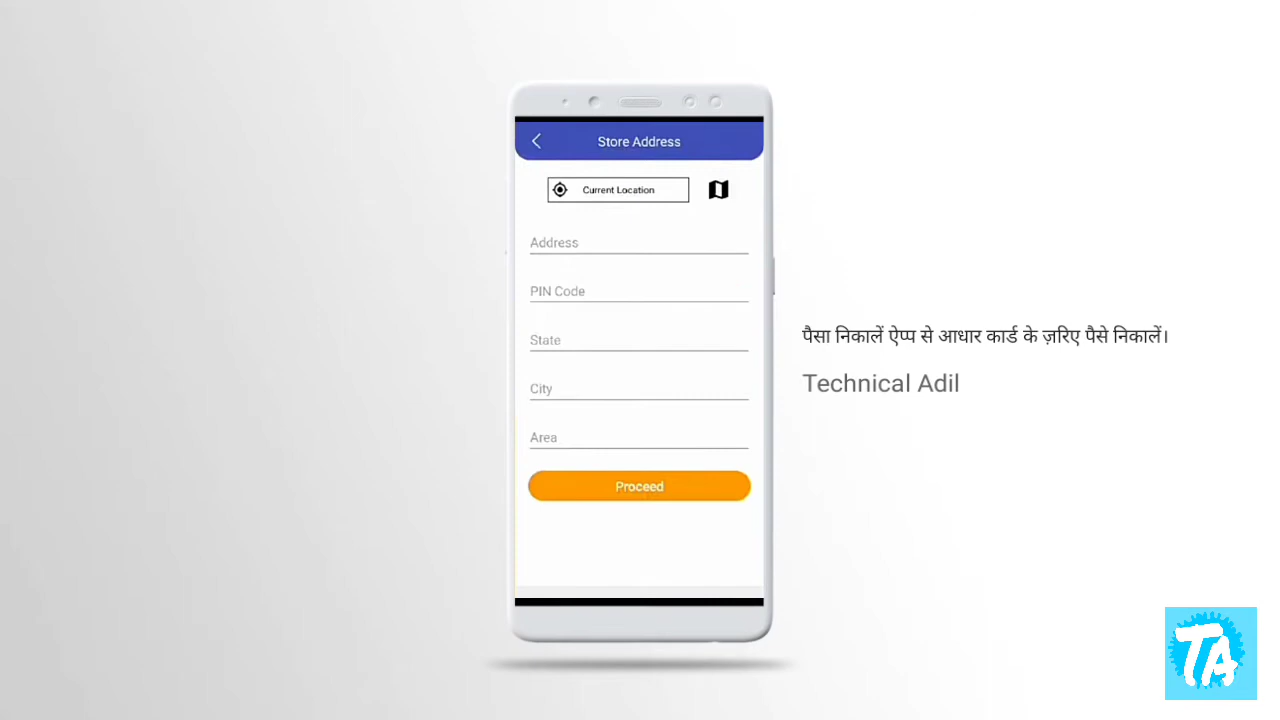 Store Address
Current Location
Address
PIN Code
State
City
Area
Proceed
पैसा निकालें ऐप्प से आधार कार्ड के ज़रिए पैसे निकालें।
Technical Adil
TA